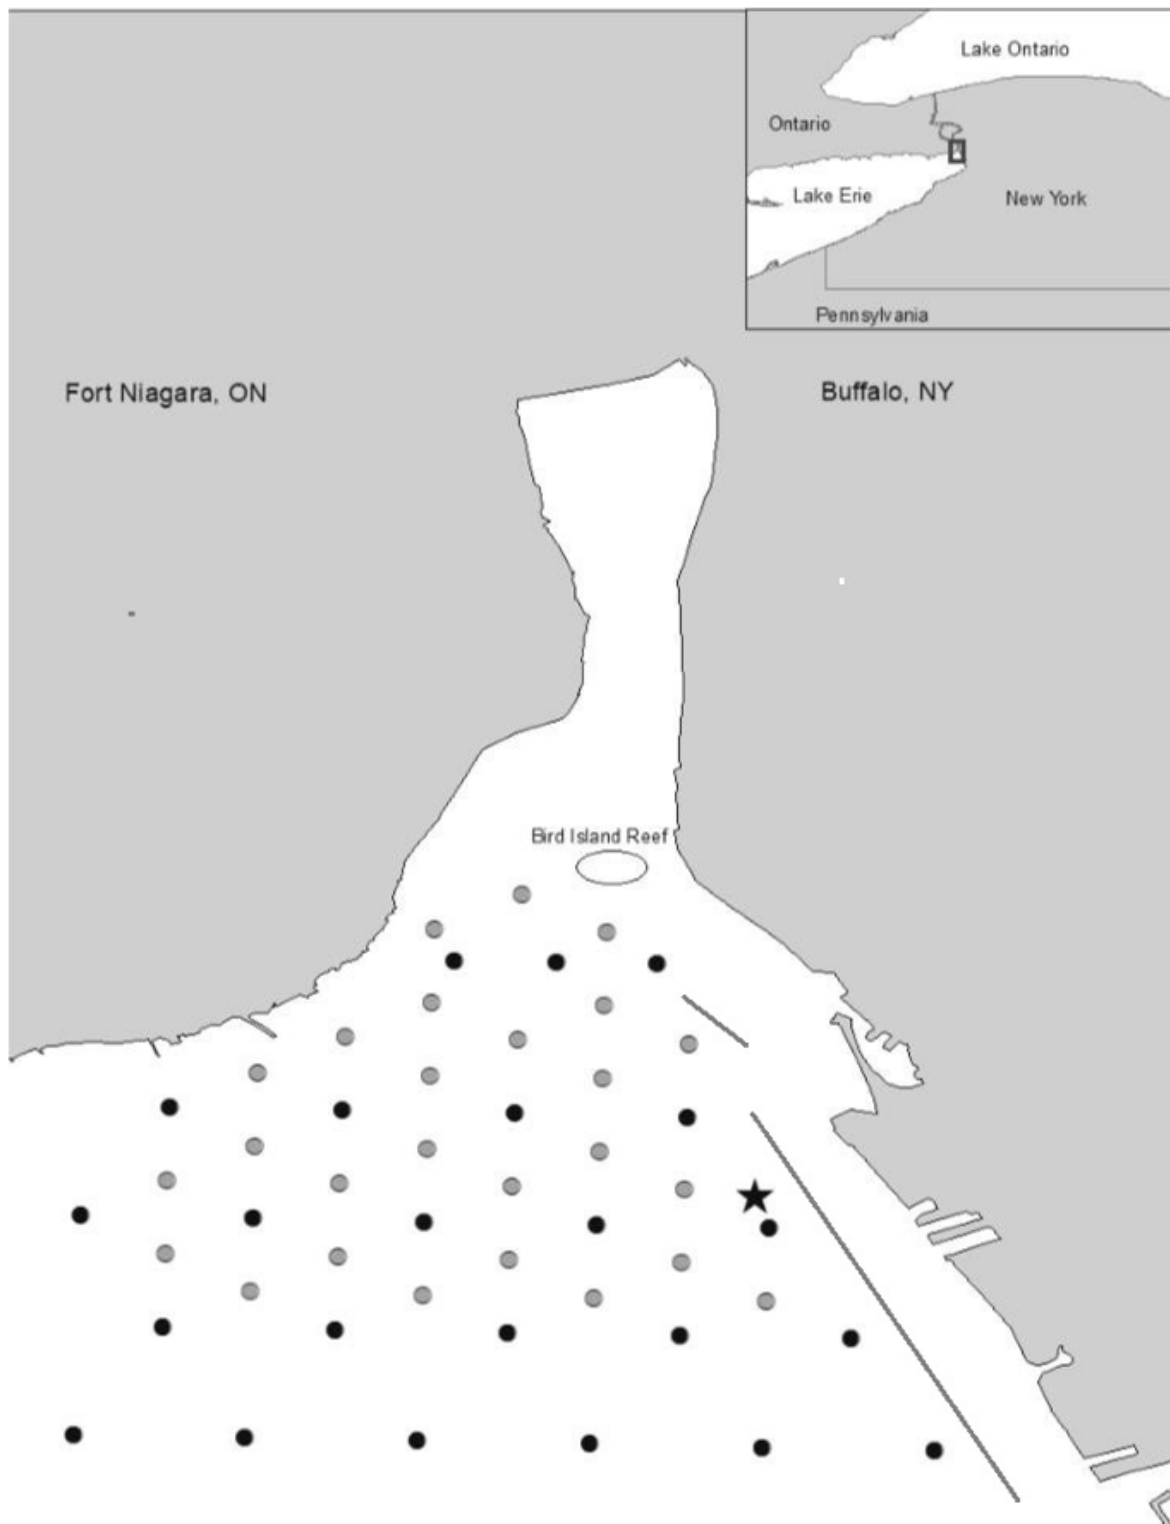 Lake Ontario
Ontario
Lake Erie
New York
Pennsylvania
Fort Niagara, ON
Buffalo, NY
Bird Island Reef